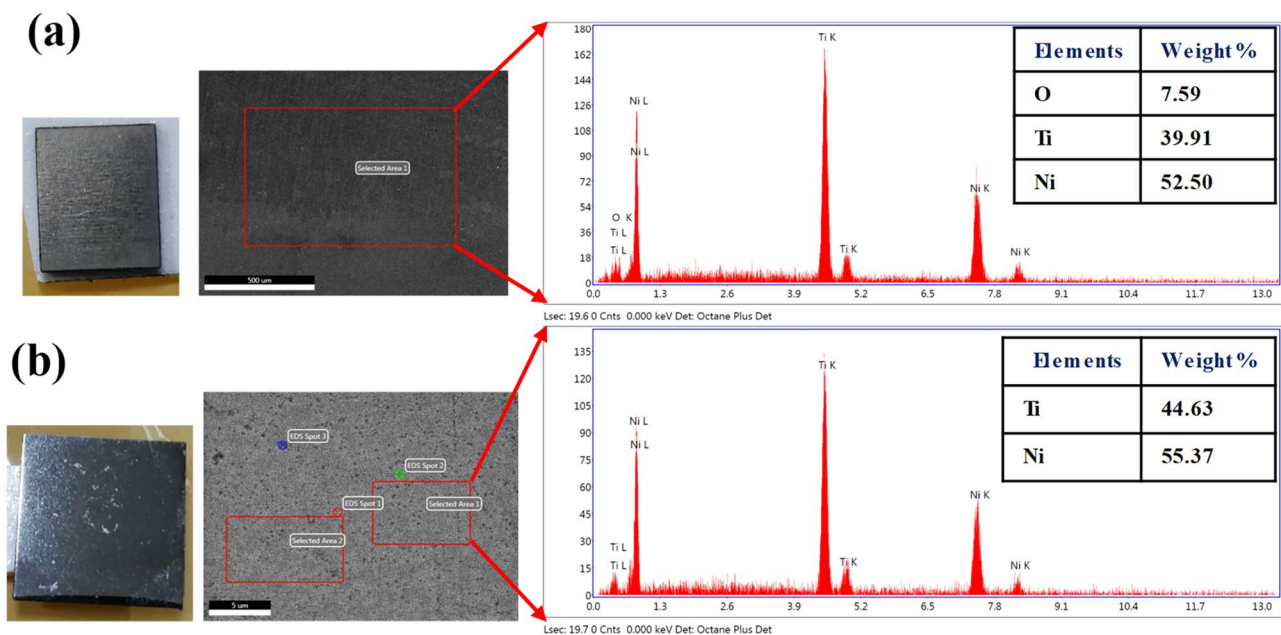 (a)
Selected Area 1
500 um
180
162
144
126
108
90
72
54
36
18
0
Ti K
Ni L
Ni L
O K
Ti L
Ti L
Ti K
Ni K
Ni K
0.0 1.3 2.6 3.9 5.2 6.5 7.8 9.1 10.4 11.7 13.0
Lsec: 19.6 0 Cnts 0.000 keV Det: Octane Plus Det
Elements Weight %
O 7.59
Ti 39.91
Ni 52.50
(b)
EDS Spot 3
EDS Spot 2
EDS Spot 1
Selected Area 1
Selected Area 2
5 um
135
120
105
90
75
60
45
30
15
0
Ti K
Ni L
Ni L
Ti L
Ti L
Ti K
Ni K
Ni K
0.0 1.3 2.6 3.9 5.2 6.5 7.8 9.1 10.4 11.7 13.0
Lsec: 19.7 0 Cnts 0.000 keV Det: Octane Plus Det
Elements Weight %
Ti 44.63
Ni 55.37